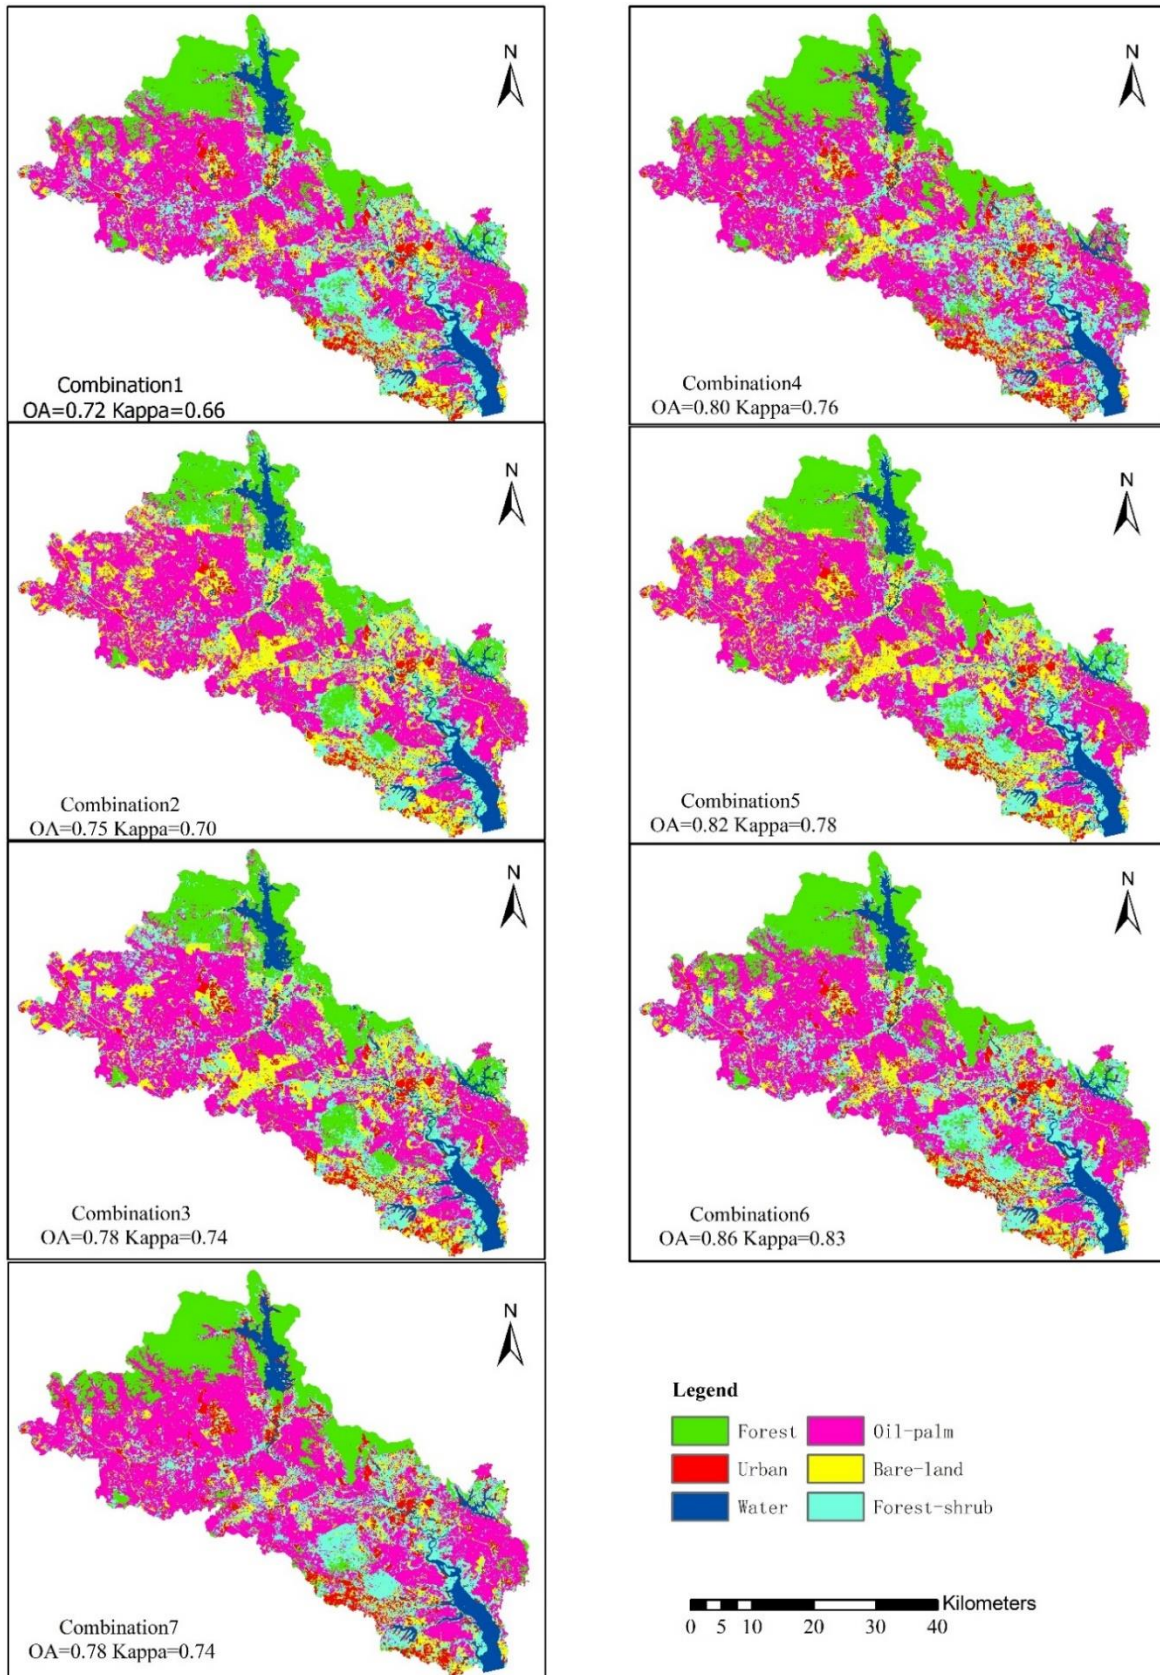 N
Combination1
OA=0.72 Kappa=0.66
N
Combination4
OA=0.80 Kappa=0.76
N
Combination2
OA=0.75 Kappa=0.70
N
Combination5
OA=0.82 Kappa=0.78
N
Combination3
OA=0.78 Kappa=0.74
N
Combination6
OA=0.86 Kappa=0.83
N
Combination7
OA=0.78 Kappa=0.74
Legend
Forest Oil-palm
Urban Bare-land
Water Forest-shrub
Kilometers
0 5 10 20 30 40